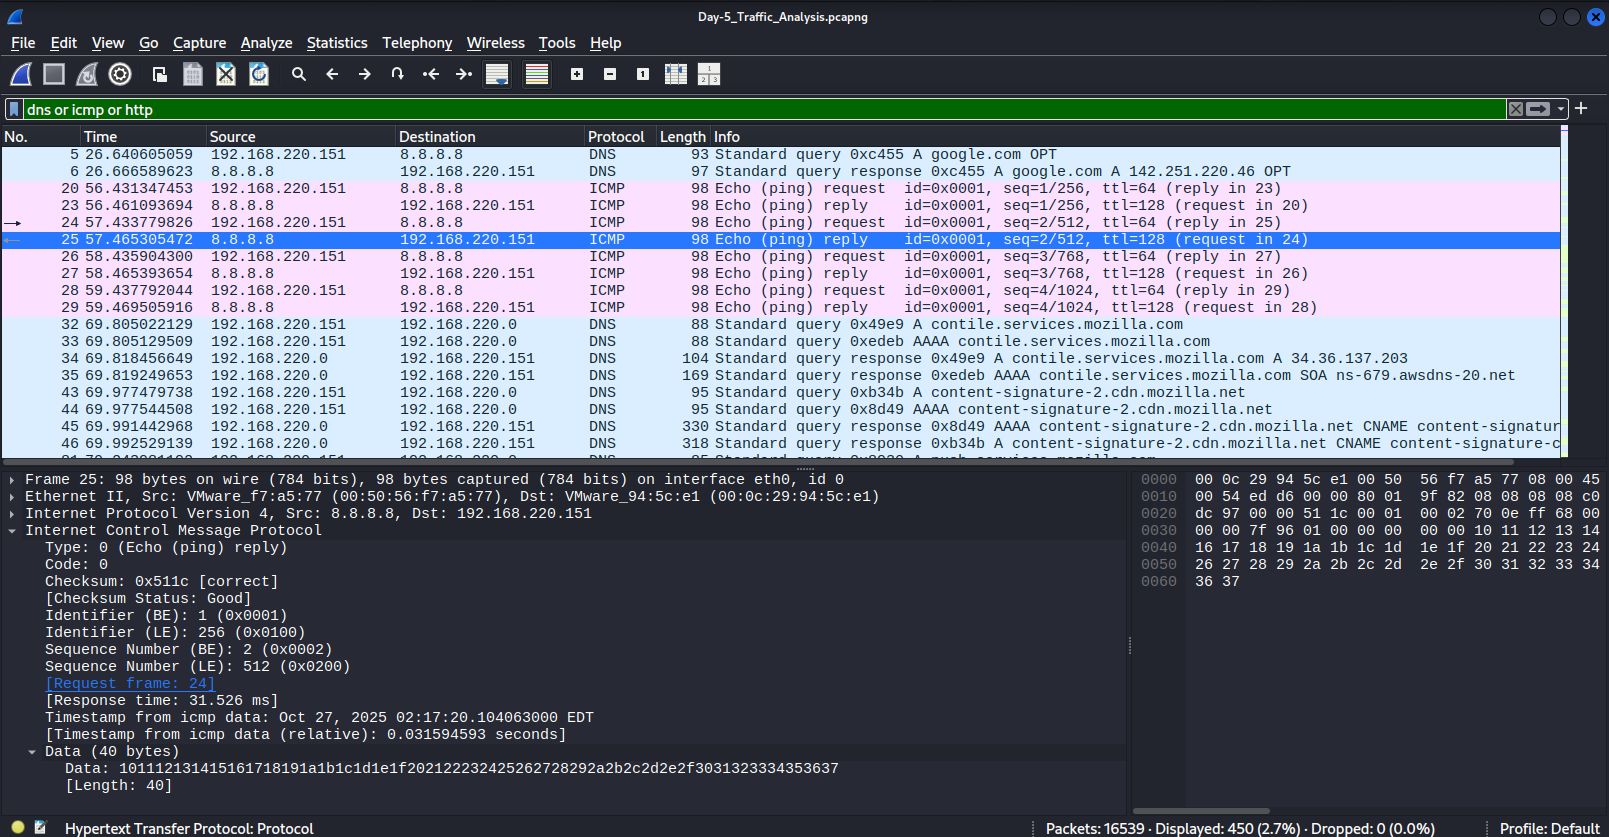 Day-5_Traffic_Analysis.pcapng
File Edit View Go Capture Analyze Statistics Telephony Wireless Tools Help
dns or icmp or http
No. Time Source Destination Protocol Length Info
5 26.640605059 192.168.220.151 8.8.8.8 DNS 93 Standard query 0xc455 A google.com OPT
6 26.666589623 8.8.8.8 192.168.220.151 DNS 97 Standard query response 0xc455 A google.com A 142.251.220.46 OPT
20 56.431347453 192.168.220.151 8.8.8.8 ICMP 98 Echo (ping) request id=0x0001, seq=1/256, ttl=64 (reply in 23)
23 56.461093694 8.8.8.8 192.168.220.151 ICMP 98 Echo (ping) reply id=0x0001, seq=1/256, ttl=128 (request in 20)
24 57.433779826 192.168.220.151 8.8.8.8 ICMP 98 Echo (ping) request id=0x0001, seq=2/512, ttl=64 (reply in 25)
25 57.465305472 8.8.8.8 192.168.220.151 ICMP 98 Echo (ping) reply id=0x0001, seq=2/512, ttl=128 (request in 24)
26 58.435904300 192.168.220.151 8.8.8.8 ICMP 98 Echo (ping) request id=0x0001, seq=3/768, ttl=64 (reply in 27)
27 58.465393654 8.8.8.8 192.168.220.151 ICMP 98 Echo (ping) reply id=0x0001, seq=3/768, ttl=128 (request in 26)
28 59.437792044 192.168.220.151 8.8.8.8 ICMP 98 Echo (ping) request id=0x0001, seq=4/1024, ttl=64 (reply in 29)
29 59.469505916 8.8.8.8 192.168.220.151 ICMP 98 Echo (ping) reply id=0x0001, seq=4/1024, ttl=128 (request in 28)
32 69.805022129 192.168.220.151 192.168.220.0 DNS 88 Standard query 0x49e9 A contile.services.mozilla.com
33 69.805129509 192.168.220.151 192.168.220.0 DNS 88 Standard query 0xedeb AAAA contile.services.mozilla.com
34 69.818456649 192.168.220.0 192.168.220.151 DNS 104 Standard query response 0x49e9 A contile.services.mozilla.com A 34.36.137.203
35 69.819249653 192.168.220.0 192.168.220.151 DNS 169 Standard query response 0xedeb AAAA contile.services.mozilla.com SOA ns-679.awsdns-20.net
43 69.977479738 192.168.220.151 192.168.220.0 DNS 95 Standard query 0xb34b A content-signature-2.cdn.mozilla.net
44 69.977544508 192.168.220.151 192.168.220.0 DNS 95 Standard query 0x8d49 AAAA content-signature-2.cdn.mozilla.net
45 69.991442968 192.168.220.0 192.168.220.151 DNS 330 Standard query response 0x8d49 AAAA content-signature-2.cdn.mozilla.net CNAME content-signatur
46 69.992529139 192.168.220.0 192.168.220.151 DNS 318 Standard query response 0xb34b A content-signature-2.cdn.mozilla.net CNAME content-signature-c
Frame 25: 98 bytes on wire (784 bits), 98 bytes captured (784 bits) on interface eth0, id 0
Ethernet II, Src: VMware_f7:a5:77 (00:50:56:f7:a5:77), Dst: VMware_94:5c:e1 (00:0c:29:94:5c:e1)
Internet Protocol Version 4, Src: 8.8.8.8, Dst: 192.168.220.151
Internet Control Message Protocol
Type: 0 (Echo (ping) reply)
Code: 0
Checksum: 0x511c [correct]
[Checksum Status: Good]
Identifier (BE): 1 (0x0001)
Identifier (LE): 256 (0x0100)
Sequence Number (BE): 2 (0x0002)
Sequence Number (LE): 512 (0x0200)
[Request frame: 24]
[Response time: 31.526 ms]
Timestamp from icmp data: Oct 27, 2025 02:17:20.104063000 EDT
[Timestamp from icmp data (relative): 0.031594593 seconds]
Data (40 bytes)
Data: 101112131415161718191a1b1c1d1e1f202122232425262728292a2b2c2d2e2f3031323334353637
[Length: 40]
0000 00 0c 29 94 5c e1 00 50 56 f7 a5 77 08 00 45
0010 00 54 ed d6 00 00 80 01 9f 82 08 08 08 08 c0
0020 dc 97 00 00 51 1c 00 01 00 02 70 0e ff 68 00
0030 00 00 7f 96 01 00 00 00 00 00 10 11 12 13 14
0040 16 17 18 19 1a 1b 1c 1d 1e 1f 20 21 22 23 24
0050 26 27 28 29 2a 2b 2c 2d 2e 2f 30 31 32 33 34
0060 36 37
Hypertext Transfer Protocol: Protocol
Packets: 16539 · Displayed: 450 (2.7%) · Dropped: 0 (0.0%)
Profile: Default